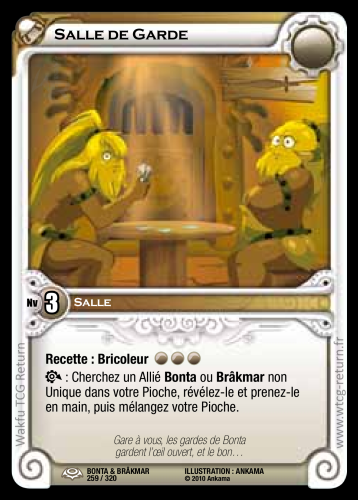 Salle de Garde
Nv 3 Salle
Recette : Bricoleur
: Cherchez un Allié Bonta ou Brâkmar non
Unique dans votre Pioche, révélez-le et prenez-le
en main, puis mélangez votre Pioche.
Gare à vous, les gardes de Bonta
gardent l'œil ouvert, et le bon…
BONTA & BRÂKMAR
259 / 320
ILLUSTRATION : ANKAMA
© 2010 Ankama
Wakfu TCG Return
www.wtcg-return.fr